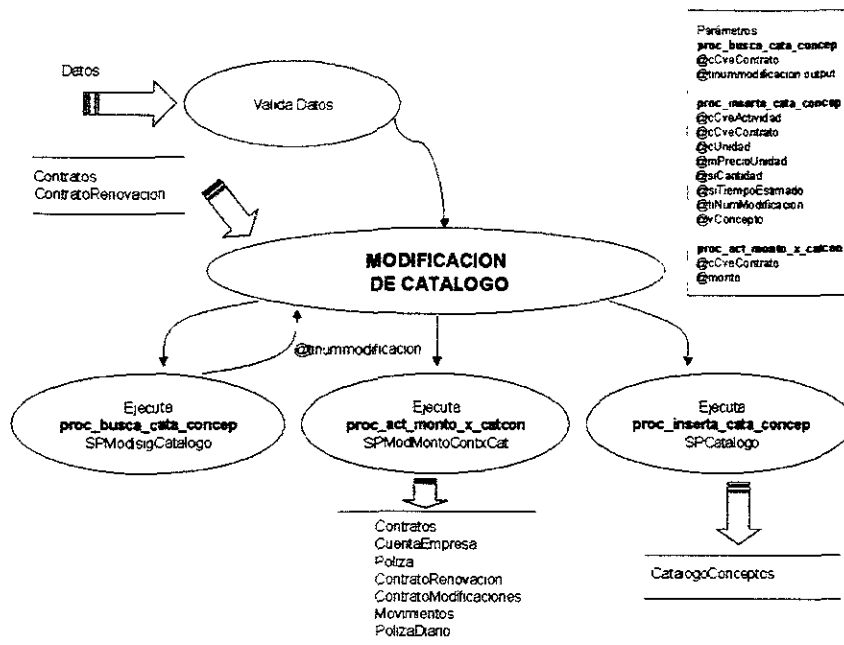 Datos
Valida Datos
Contratos
ContratoRenovacion
Parámetros
proc_busca_cata_concep
@cCveContrato
@tinummodificacion output
proc_inserta_cata_concep
@cCveActividad
@cCveContrato
@cUnidad
@mPrecioUnidad
@siCantidad
@siTiempoEstimado
@tiNumModificacion
@vConcepto
proc_act_monto_x_catcon
@cCveContrato
@monto
MODIFICACION
DE CATALOGO
@tinummodificacion
Ejecuta
proc_busca_cata_concep
SPModisigCatalogo
Ejecuta
proc_act_monto_x_catcon
SPModMontoContxCat
Ejecuta
proc_inserta_cata_concep
SPCatalogo
Contratos
CuentaEmpresa
Poliza
ContratoRenovacion
ContratoModificaciones
Movimientos
PolizaDiario
CatalogoConceptos